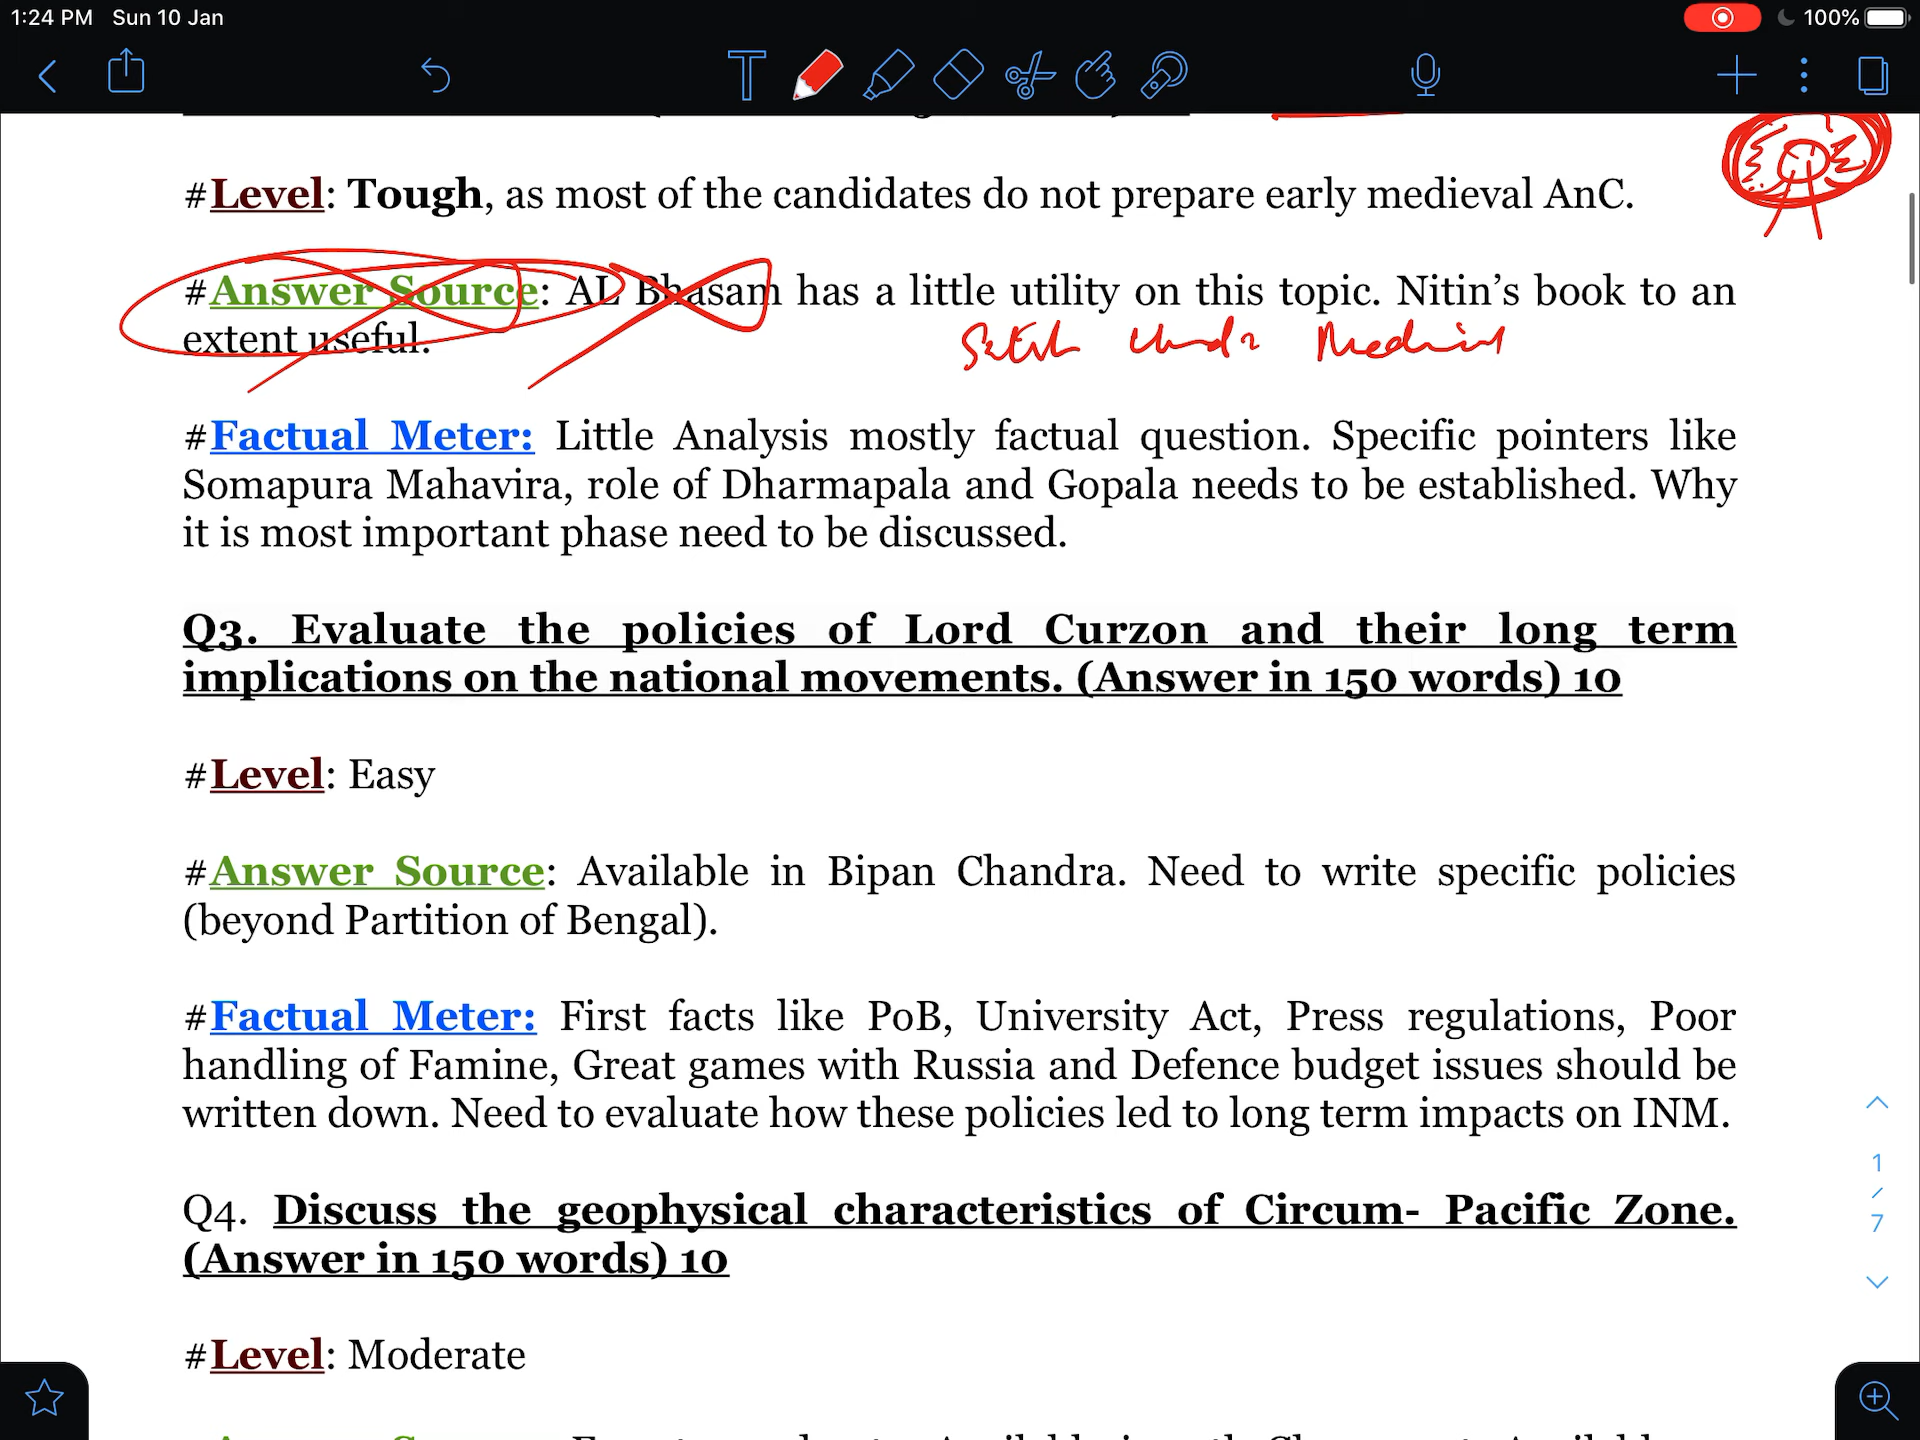 1:24 PM Sun 10 Jan
100%
#Level: Tough, as most of the candidates do not prepare early medieval AnC.
#Answer Source: AL Bhasam has a little utility on this topic. Nitin’s book to an
extent useful.
Satish Chandra Medieval
#Factual Meter: Little Analysis mostly factual question. Specific pointers like
Somapura Mahavira, role of Dharmapala and Gopala needs to be established. Why
it is most important phase need to be discussed.
Q3. Evaluate the policies of Lord Curzon and their long term
implications on the national movements. (Answer in 150 words) 10
#Level: Easy
#Answer Source: Available in Bipan Chandra. Need to write specific policies
(beyond Partition of Bengal).
#Factual Meter: First facts like PoB, University Act, Press regulations, Poor
handling of Famine, Great games with Russia and Defence budget issues should be
written down. Need to evaluate how these policies led to long term impacts on INM.
Q4. Discuss the geophysical characteristics of Circum- Pacific Zone.
(Answer in 150 words) 10
#Level: Moderate
1
/
7